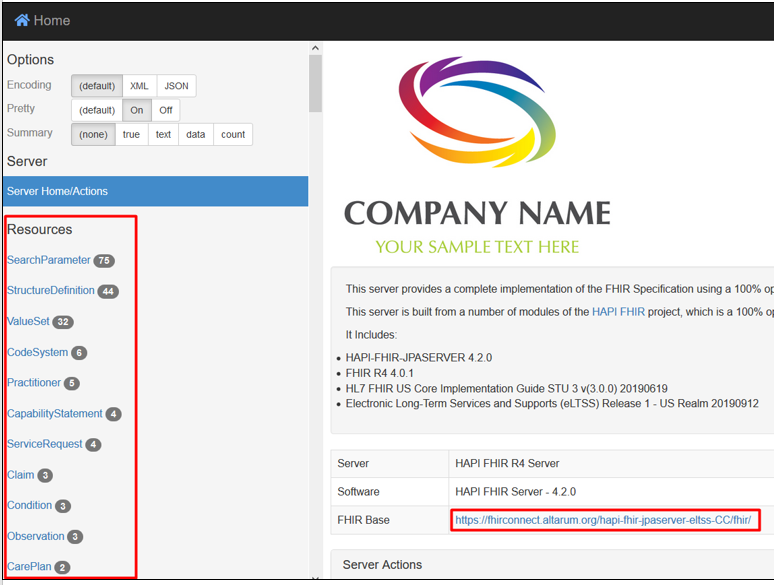 Home
Options
Encoding (default) XML JSON
Pretty (default) On Off
Summary (none) true text data count
Server
Server Home/Actions
Resources
SearchParameter 75
StructureDefinition 44
ValueSet 32
CodeSystem 6
Practitioner 5
CapabilityStatement 4
ServiceRequest 4
Claim 3
Condition 3
Observation 3
CarePlan 2
COMPANY NAME
YOUR SAMPLE TEXT HERE
This server provides a complete implementation of the FHIR Specification using a 100% op
This server is built from a number of modules of the HAPI FHIR project, which is a 100% op
It Includes:
• HAPI-FHIR-JPASERVER 4.2.0
• FHIR R4 4.0.1
• HL7 FHIR US Core Implementation Guide STU 3 v(3.0.0) 20190619
• Electronic Long-Term Services and Supports (eLTSS) Release 1 - US Realm 20190912
Server HAPI FHIR R4 Server
Software HAPI FHIR Server - 4.2.0
FHIR Base https://fhirconnect.altarum.org/hapi-fhir-jpaserver-eltss-CC/fhir/
Server Actions